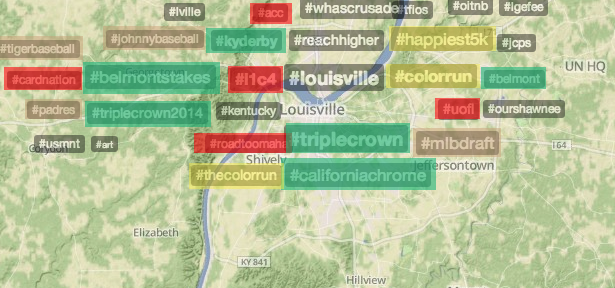 #lville #acc #whascrusade #tfios #oitnb #lgefee
#tigerbaseball #johnnybaseball #kyderby #reachhigher #happiest5k #jcps
UN HQ
#cardnation #belmontstakes #l1c4 #louisville #colorrun #belmont
#padres #triplecrown2014 #kentucky Louisville #uofl #ourshawnee
#usmnt #art #roadtoomaha #triplecrown #mlbdraft I 64
Shively Jeffersontown
#thecolorrun #californiachrome
Elizabeth
KY 841
Hillview